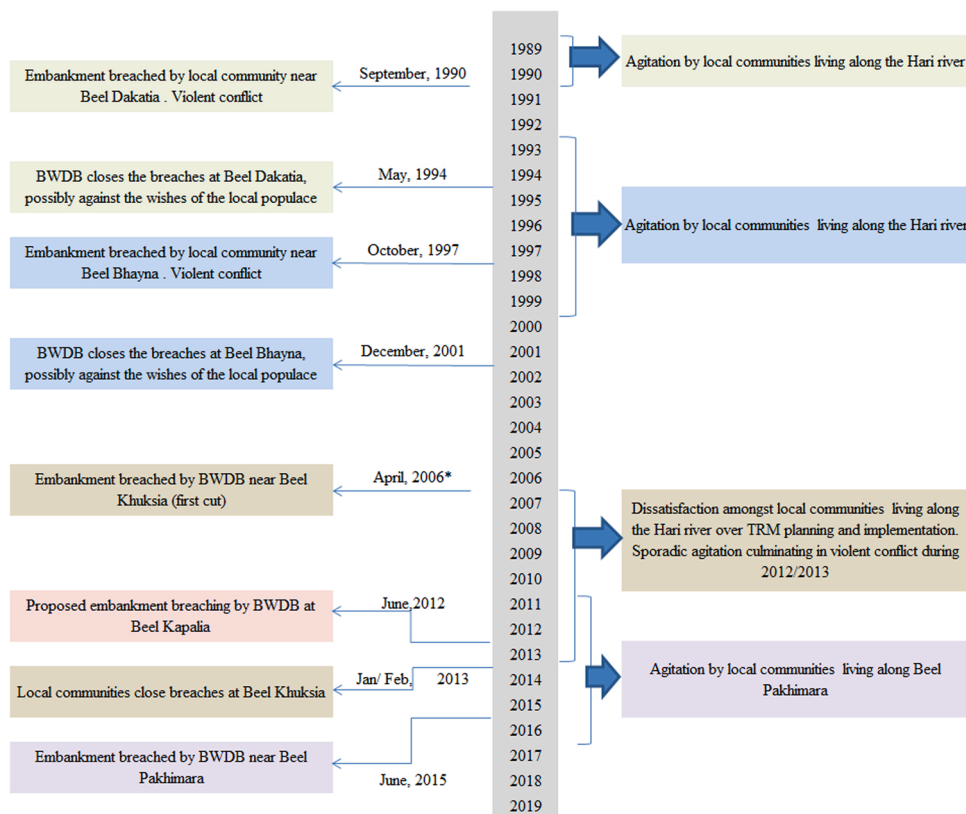 Embankment breached by local community near
Beel Dakatia . Violent conflict
September, 1990
BWDB closes the breaches at Beel Dakatia,
possibly against the wishes of the local populace
May, 1994
Embankment breached by local community near
Beel Bhayna . Violent conflict
October, 1997
BWDB closes the breaches at Beel Bhayna,
possibly against the wishes of the local populace
December, 2001
Embankment breached by BWDB near Beel
Khuksia (first cut)
April, 2006*
Proposed embankment breaching by BWDB at
Beel Kapalia
June,2012
Local communities close breaches at Beel Khuksia
Jan/ Feb, 2013
Embankment breached by BWDB near Beel
Pakhimara
June, 2015
1989
1990
1991
1992
1993
1994
1995
1996
1997
1998
1999
2000
2001
2002
2003
2004
2005
2006
2007
2008
2009
2010
2011
2012
2013
2014
2015
2016
2017
2018
2019
Agitation by local communities living along the Hari river
Agitation by local communities living along the Hari river
Dissatisfaction amongst local communities living along
the Hari river over TRM planning and implementation.
Sporadic agitation culminating in violent conflict during
2012/2013
Agitation by local communities living along Beel
Pakhimara